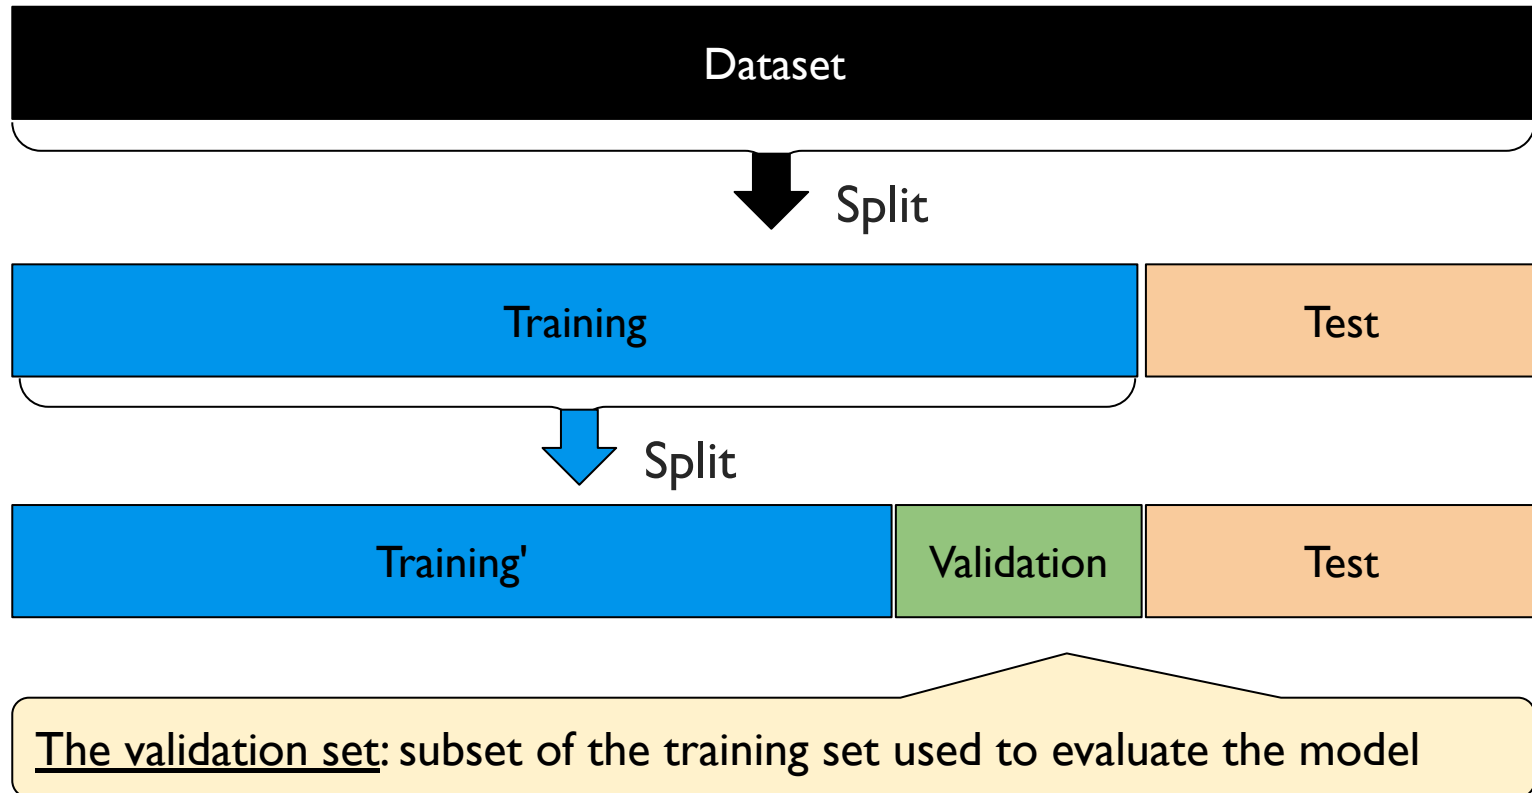 Dataset
Split
Training
Test
Split
Training'
Validation
Test
The validation set: subset of the training set used to evaluate the model